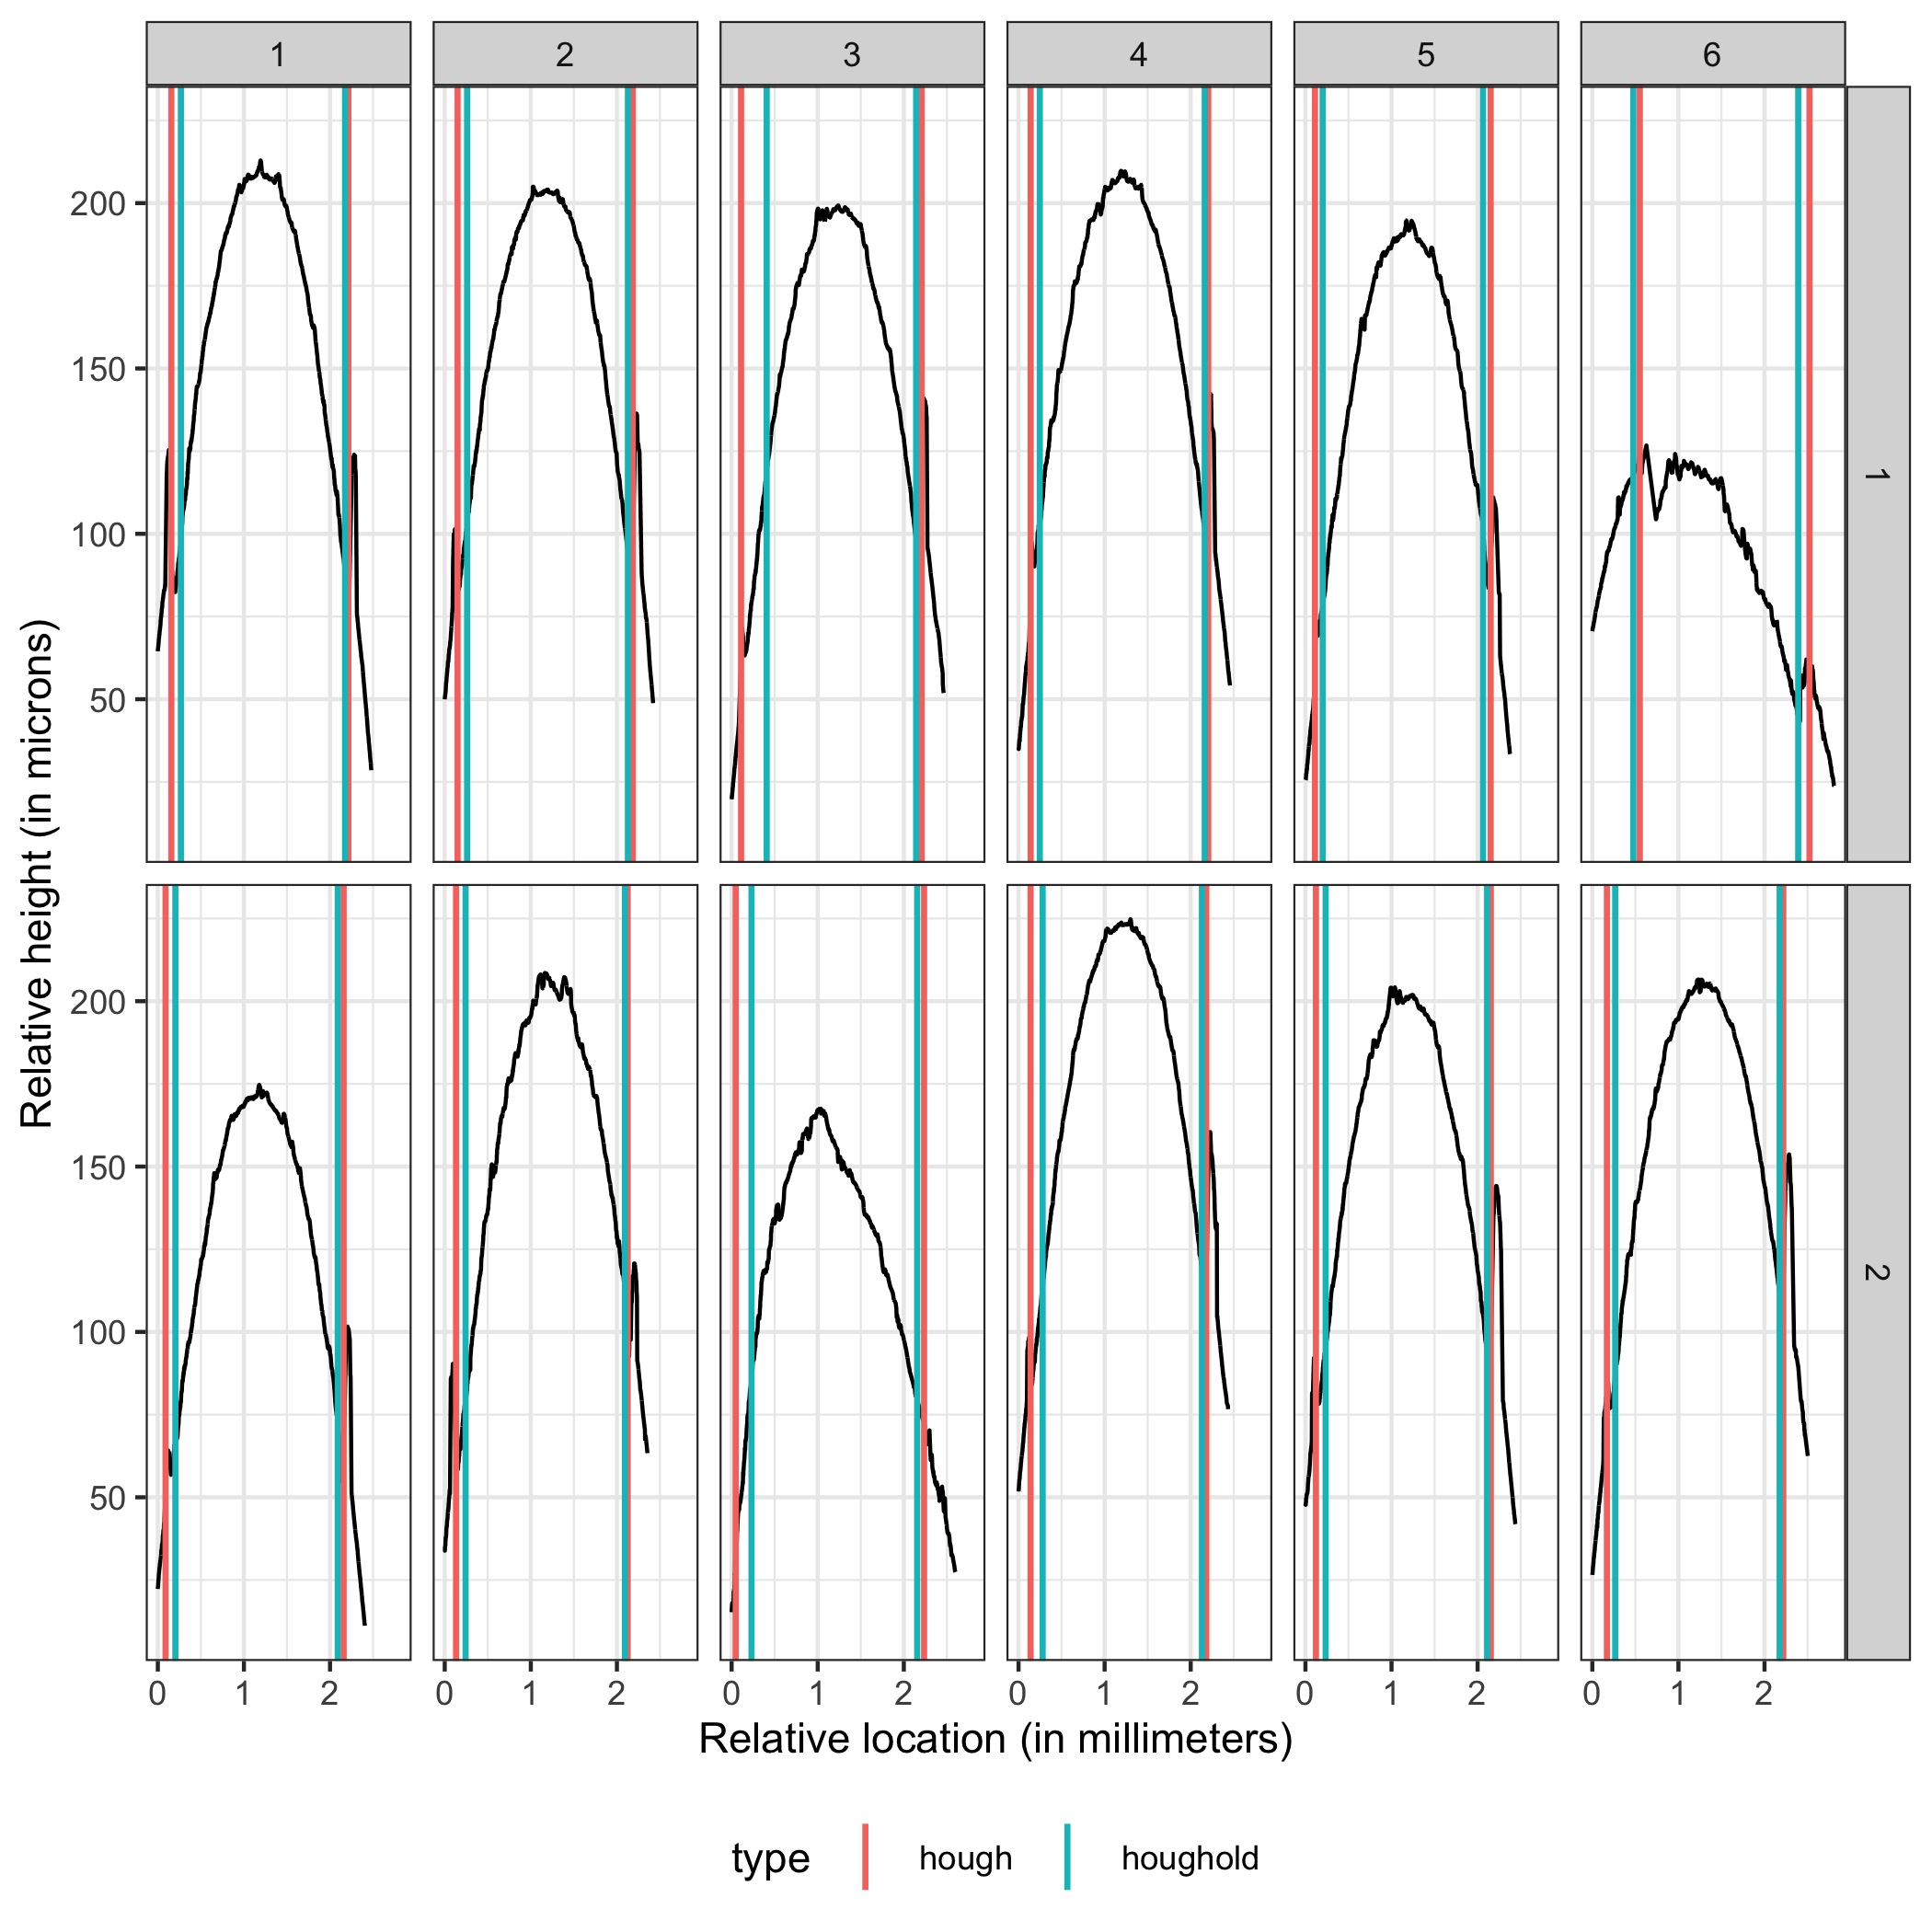 1 2 3 4 5 6
200
150
100
50
1
200
150
100
50
2
Relative height (in microns)
0 1 2 0 1 2 0 1 2 0 1 2 0 1 2 0 1 2
Relative location (in millimeters)
type hough houghold